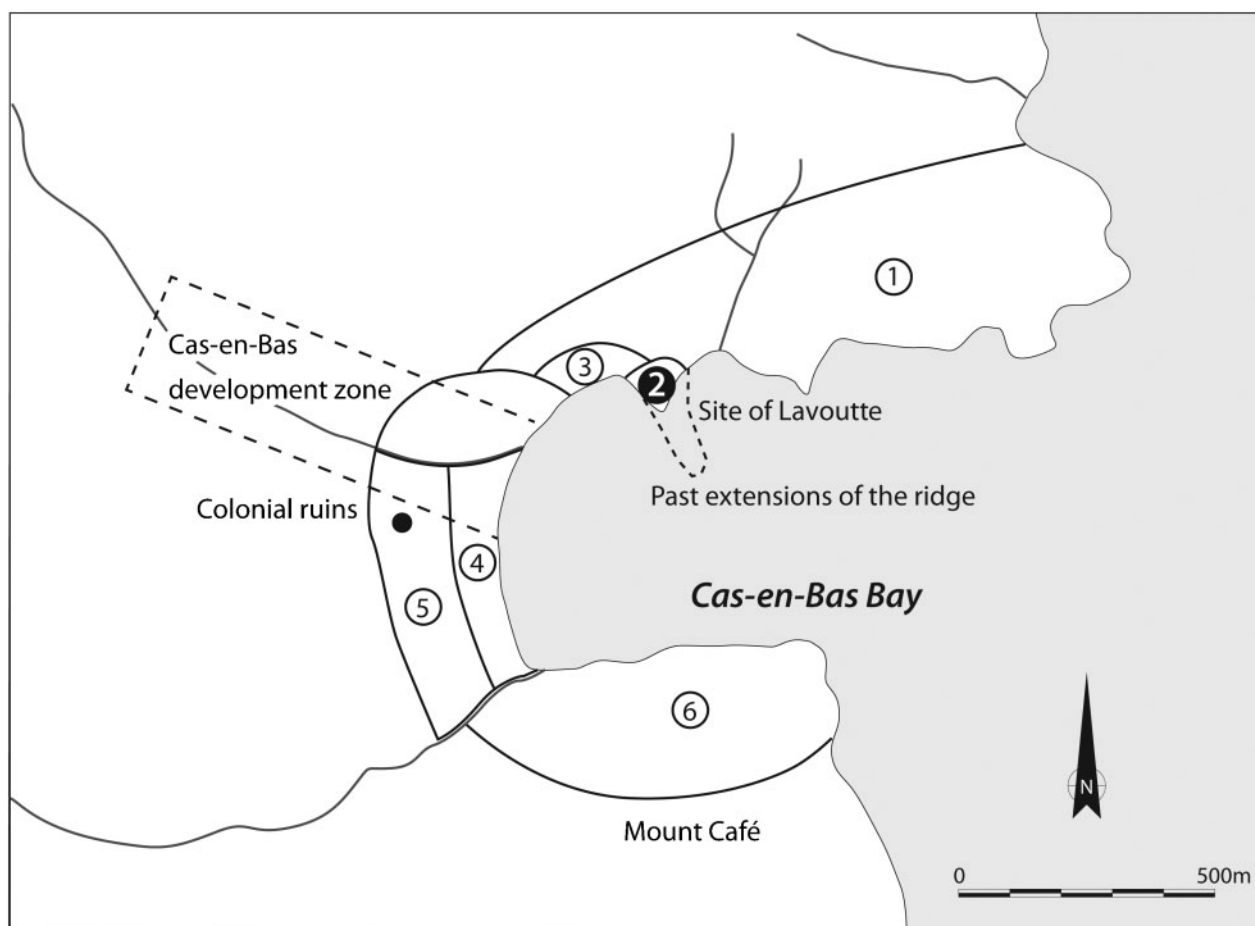 1
Cas-en-Bas
development zone
3
2
Site of Lavoutte
Past extensions of the ridge
Colonial ruins
4
Cas-en-Bas Bay
5
6
Mount Café
N
0 500m